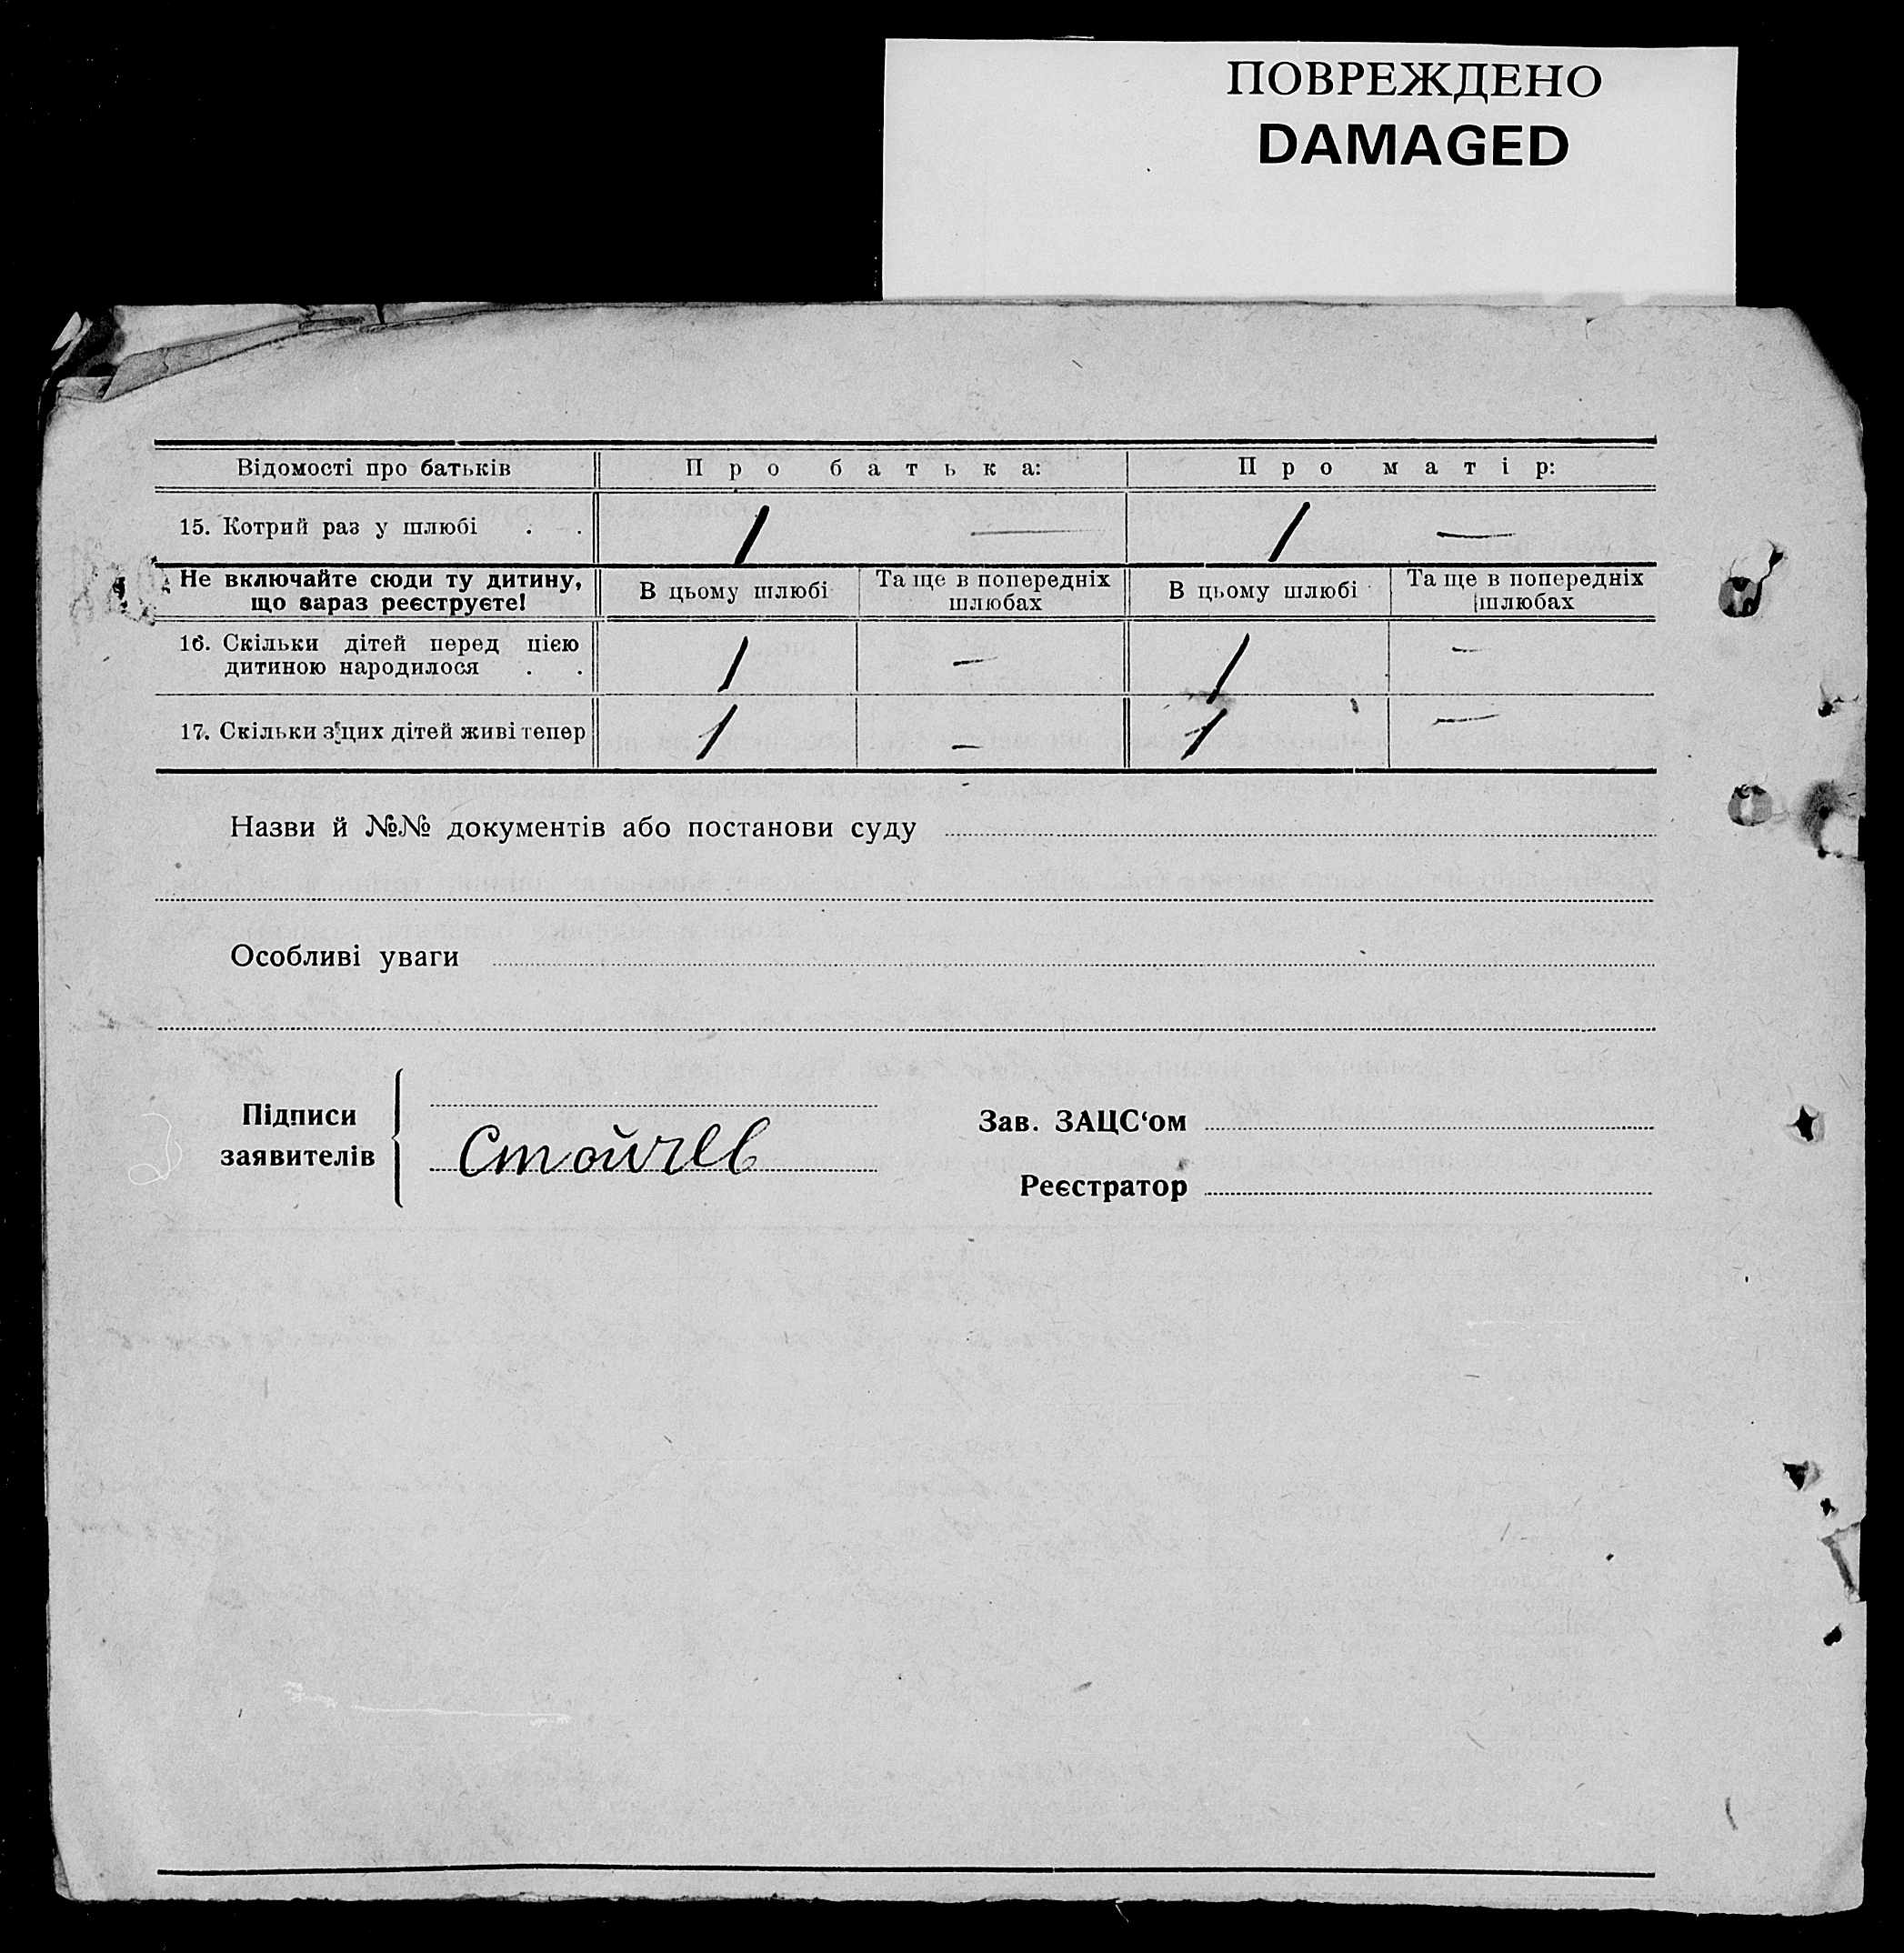 ПОВРЕЖДЕНО
DAMAGED
Відомості про батьків Про батька: Про матір:
15. Котрий раз у шлюбі . . 1 — 1 —
Не включайте сюди ту дитину, що зараз реєструєте! В цьому шлюбі Та ще в попередніх шлюбах В цьому шлюбі Та ще в попередніх шлюбах
16. Скільки дітей перед цією дитиною народилося . . 1 — 1 —
17. Скільки з цих дітей живі тепер 1 — 1 —
Назви й №№ документів або постанови суду
Особливі уваги
Підписи заявителів
Стойчев
Зав. ЗАЦС‘ом
Реєстратор